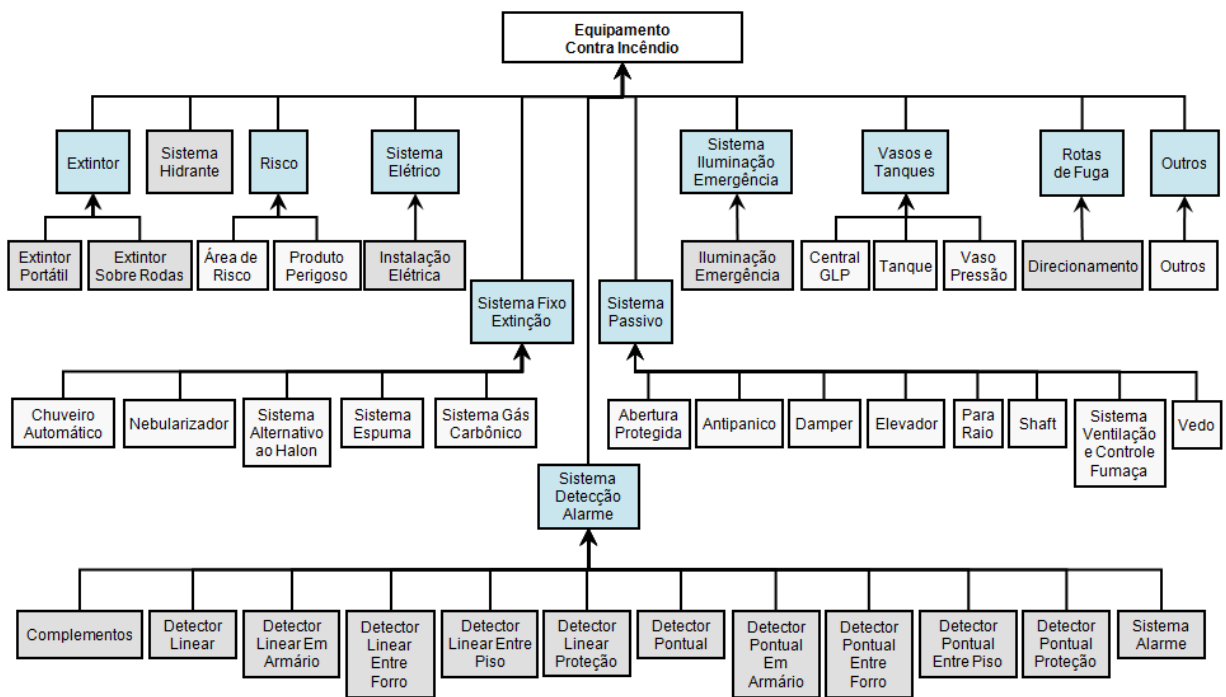 Equipamento
Contra Incêndio
Extintor
Sistema
Hidrante
Risco
Sistema
Elétrico
Sistema
Iluminação
Emergência
Vasos e
Tanques
Rotas
de Fuga
Outros
Extintor
Portátil
Extintor
Sobre Rodas
Área de
Risco
Produto
Perigoso
Instalação
Elétrica
Iluminação
Emergência
Central
GLP
Tanque
Vaso
Pressão
Direcionamento
Outros
Sistema Fixo
Extinção
Sistema
Passivo
Chuveiro
Automático
Nebularizador
Sistema
Alternativo
ao Halon
Sistema
Espuma
Sistema Gás
Carbônico
Abertura
Protegida
Antipanico
Damper
Elevador
Para
Raio
Shaft
Sistema
Ventilação
e Controle
Fumaça
Vedo
Sistema
Detecção
Alarme
Complementos
Detector
Linear
Detector
Linear Em
Armário
Detector
Linear
Entre
Forro
Detector
Linear Entre
Piso
Detector
Linear
Proteção
Detector
Pontual
Detector
Pontual
Em
Armário
Detector
Pontual
Entre
Forro
Detector
Pontual
Entre Piso
Detector
Pontual
Proteção
Sistema
Alarme